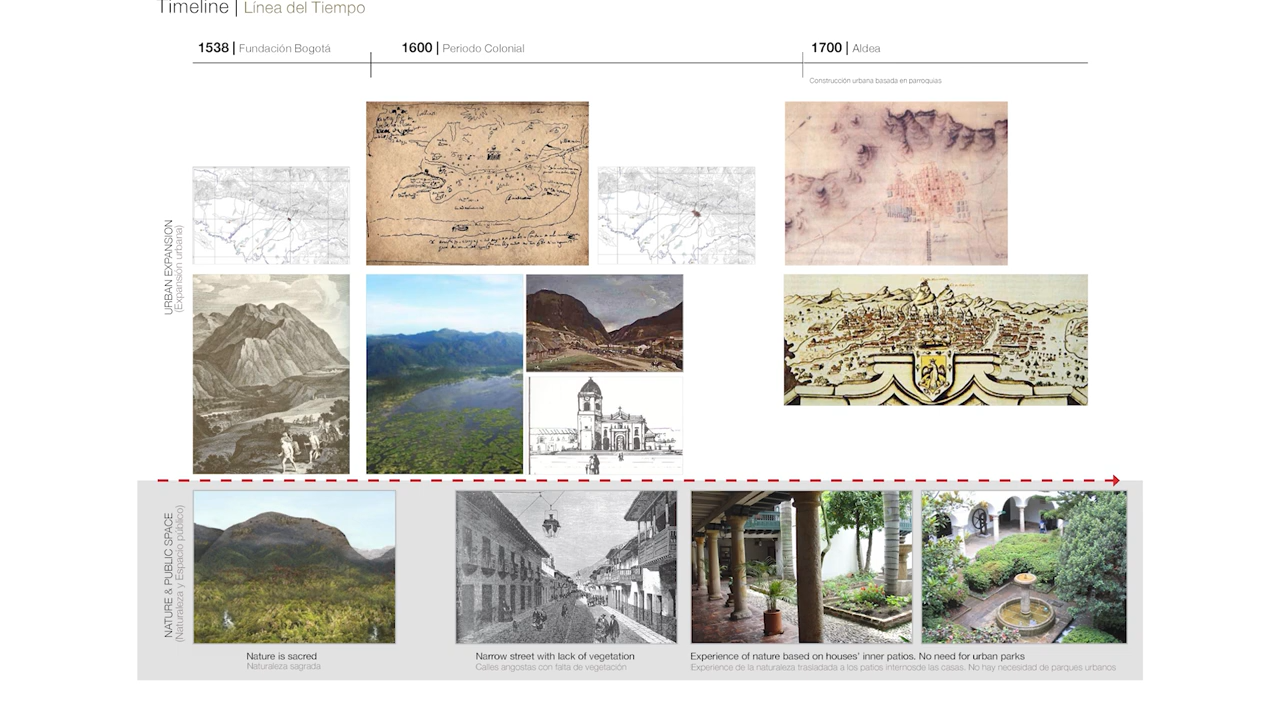 Timeline | Línea del Tiempo
1538 | Fundación Bogotá
1600 | Periodo Colonial
1700 | Aldea
Construcción urbana basada en parroquias
URBAN EXPANSION
(Expansión urbana)
NATURE & PUBLIC SPACE
(Naturaleza y Espacio público)
Nature is sacred
Naturaleza sagrada
Narrow street with lack of vegetation
Calles angostas con falta de vegetación
Experience of nature based on houses' inner patios. No need for urban parks
Experiencia de la naturaleza trasladada a los patios internosde las casas. No hay necesidad de parques urbanos